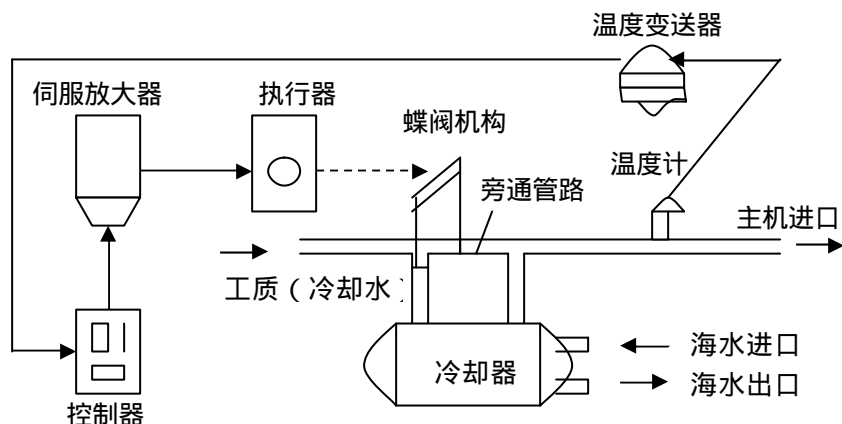 温度变送器
伺服放大器
执行器
蝶阀机构
温度计
旁通管路
主机进口
工质（冷却水）
海水进口
冷却器
海水出口
控制器